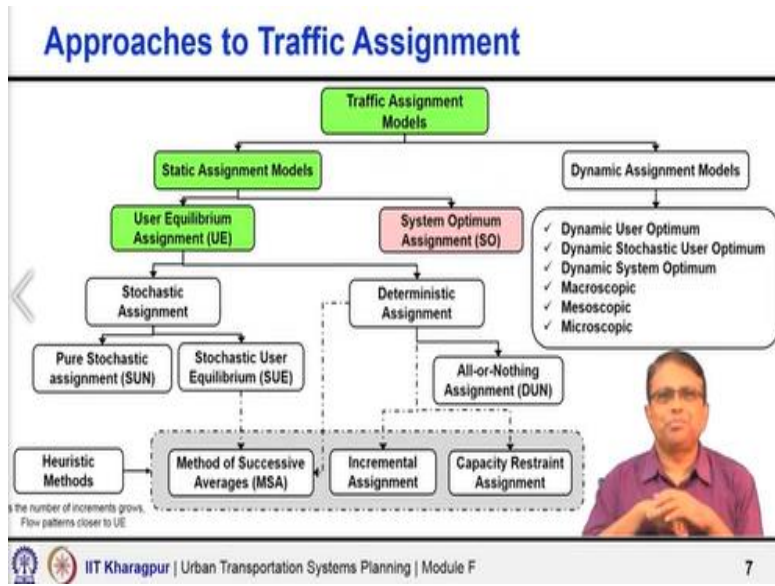 Approaches to Traffic Assignment
Traffic Assignment
Models
Static Assignment Models
Dynamic Assignment Models
User Equilibrium
Assignment (UE)
System Optimum
Assignment (SO)
✓ Dynamic User Optimum
✓ Dynamic Stochastic User Optimum
✓ Dynamic System Optimum
✓ Macroscopic
✓ Mesoscopic
✓ Microscopic
Stochastic
Assignment
Deterministic
Assignment
Pure Stochastic
assignment (SUN)
Stochastic User
Equilibrium (SUE)
All-or-Nothing
Assignment (DUN)
Heuristic
Methods
Method of Successive
Averages (MSA)
Incremental
Assignment
Capacity Restraint
Assignment
s the number of increments grows,
Flow patterns closer to UE
IIT Kharagpur | Urban Transportation Systems Planning | Module F
7